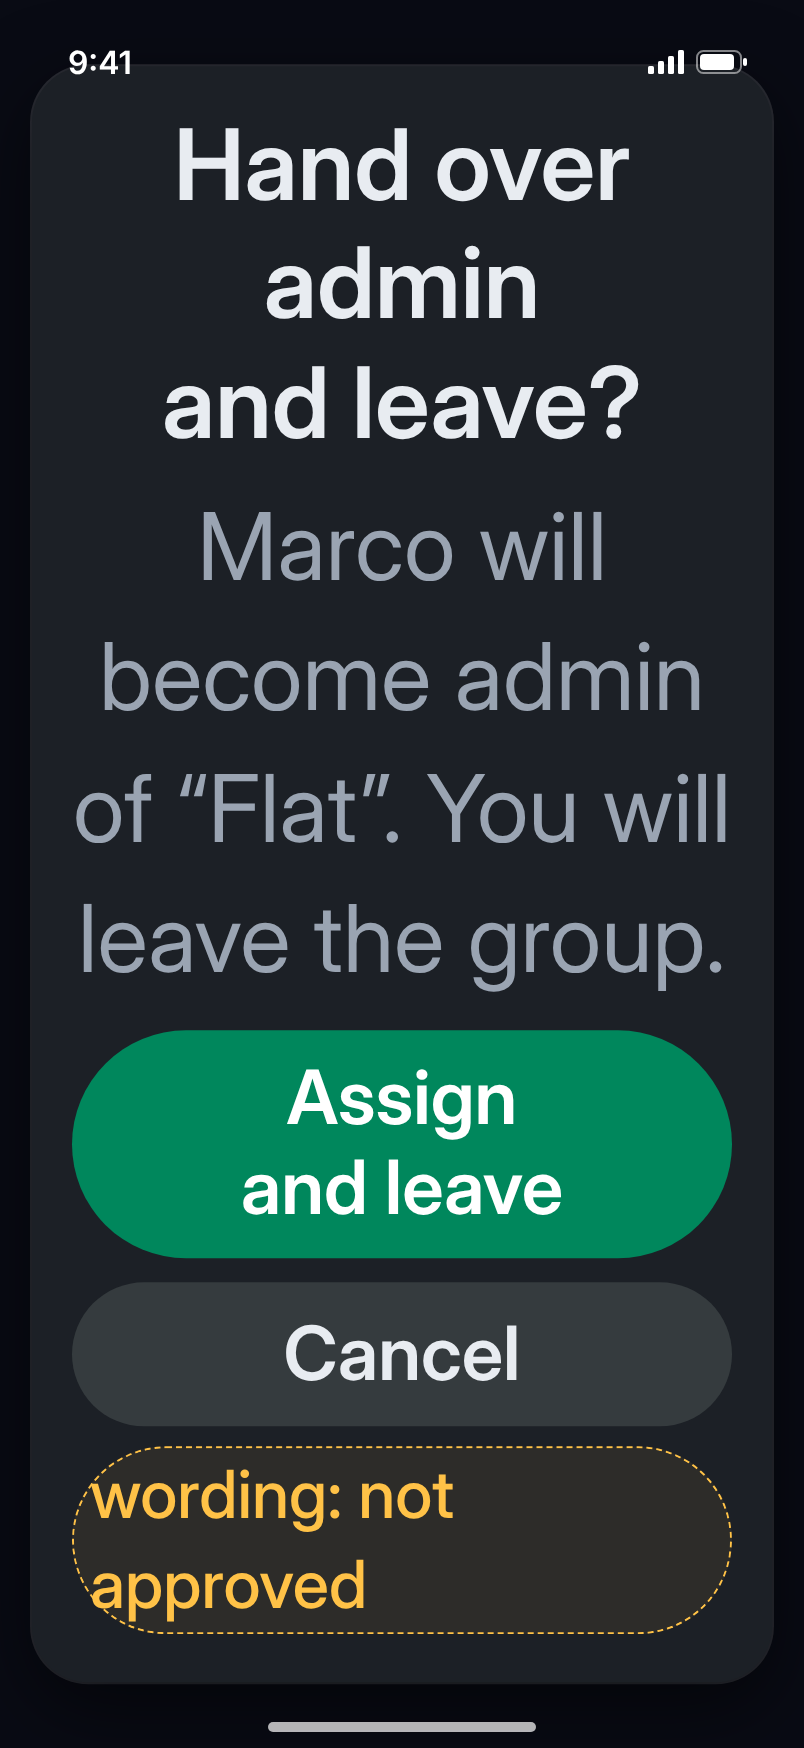 9:41
Hand over
admin
and leave?
Marco will
become admin
of “Flat”. You will
leave the group.
Assign
and leave
Cancel
wording: not
approved